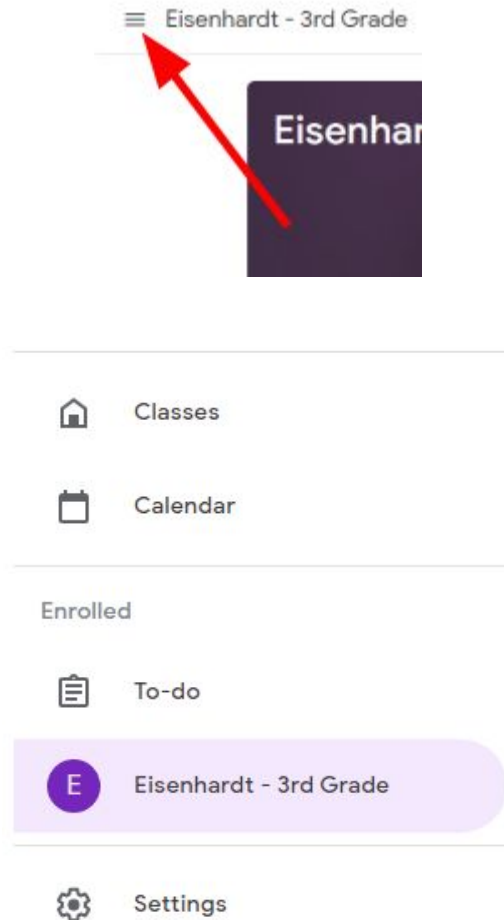 Eisenhardt - 3rd Grade
Eisenhar
Classes
Calendar
Enrolled
To-do
E
Eisenhardt - 3rd Grade
Settings